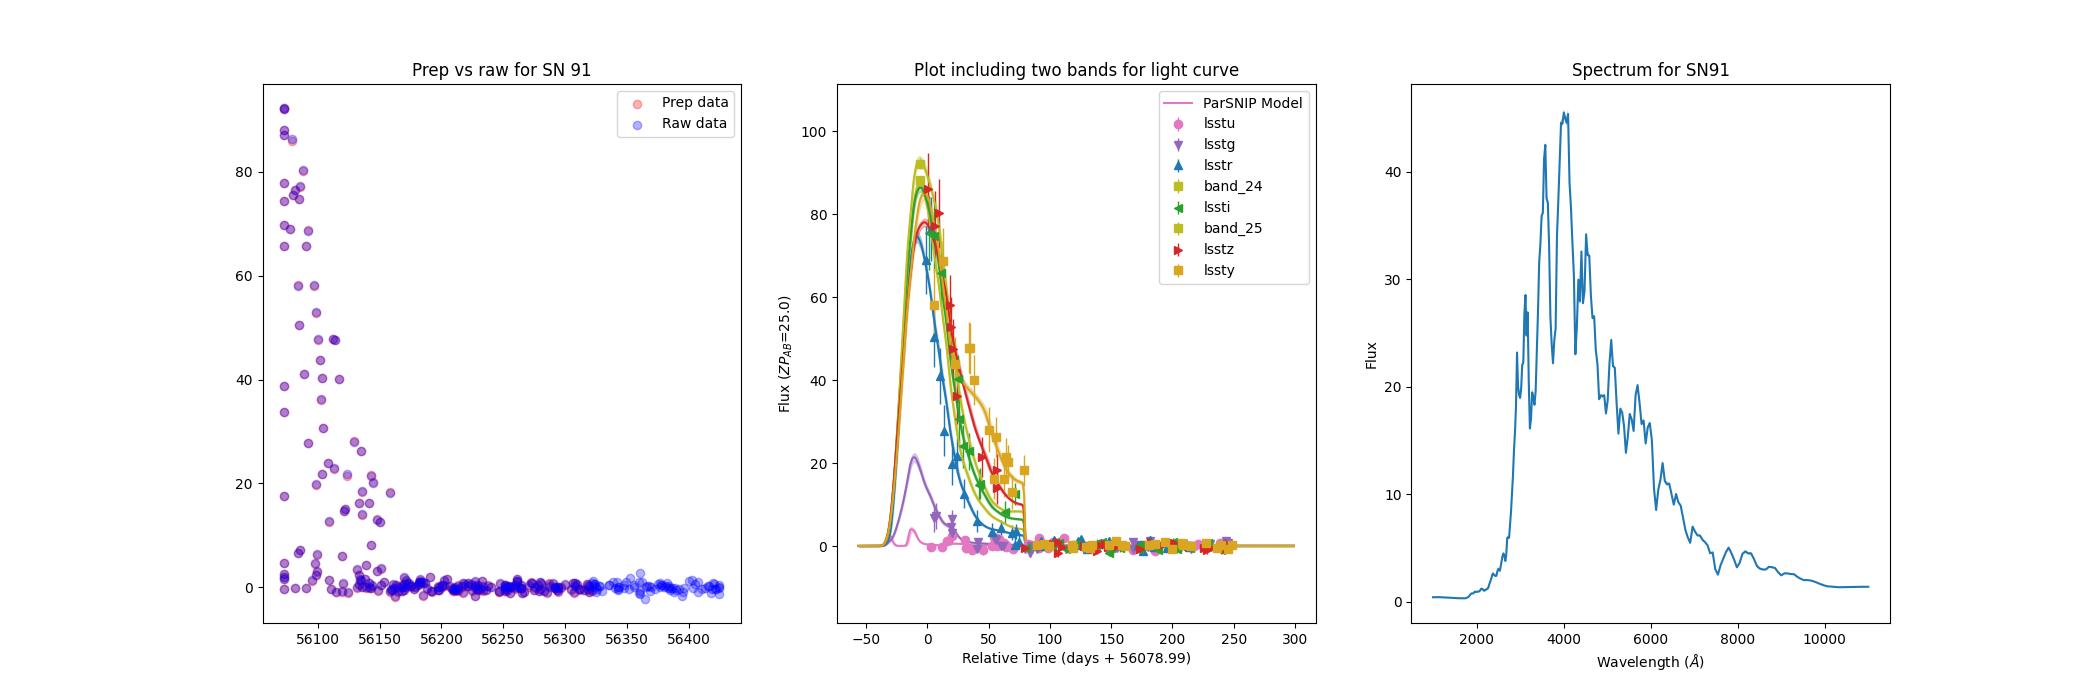 Prep vs raw for SN 91
Prep data
Raw data
80
60
40
20
0
56100 56150 56200 56250 56300 56350 56400
Plot including two bands for light curve
ParSNIP Model
lsstu
lsstg
lsstr
band_24
lssti
band_25
lsstz
lssty
Flux (ZP_AB=25.0)
100
80
60
40
20
0
−50 0 50 100 150 200 250 300
Relative Time (days + 56078.99)
Spectrum for SN91
Flux
40
30
20
10
0
2000 4000 6000 8000 10000
Wavelength (Å)